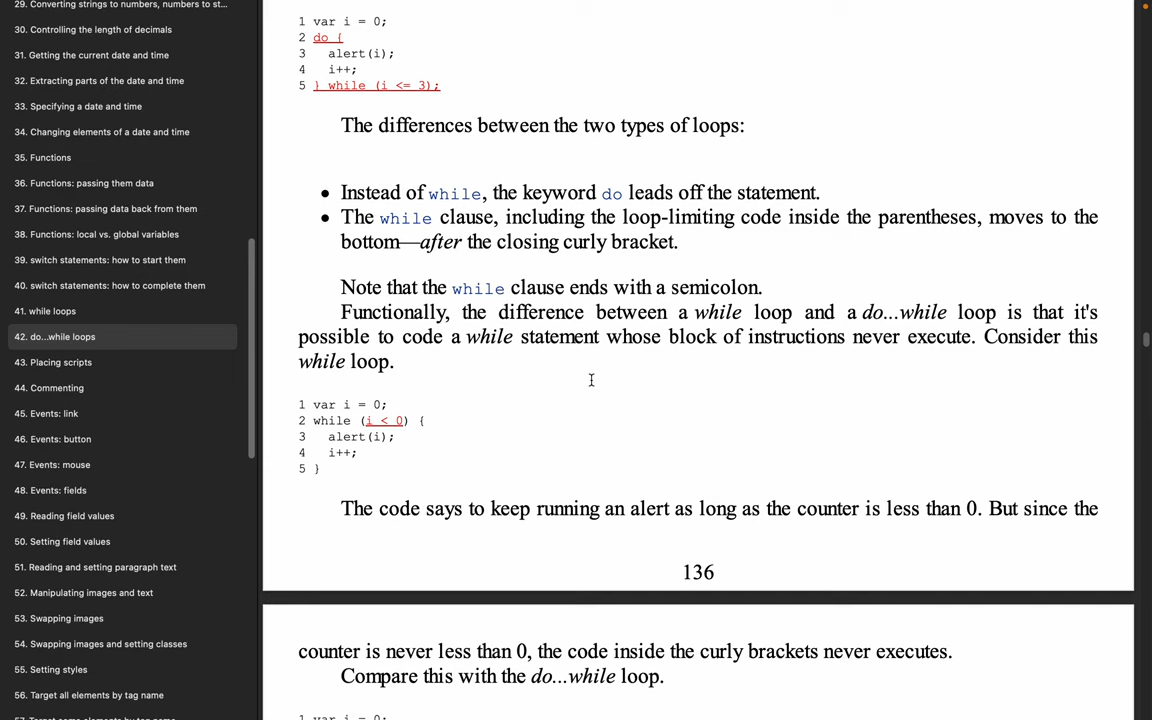 29. Converting strings to numbers, numbers to st...
30. Controlling the length of decimals
31. Getting the current date and time
32. Extracting parts of the date and time
33. Specifying a date and time
34. Changing elements of a date and time
35. Functions
36. Functions: passing them data
37. Functions: passing data back from them
38. Functions: local vs. global variables
39. switch statements: how to start them
40. switch statements: how to complete them
41. while loops
42. do...while loops
43. Placing scripts
44. Commenting
45. Events: link
46. Events: button
47. Events: mouse
48. Events: fields
49. Reading field values
50. Setting field values
51. Reading and setting paragraph text
52. Manipulating images and text
53. Swapping images
54. Swapping images and setting classes
55. Setting styles
56. Target all elements by tag name
57. Target some elements by tag name
1 var i = 0;
2 do {
3   alert(i);
4   i++;
5 } while (i <= 3);
The differences between the two types of loops:
• Instead of while, the keyword do leads off the statement.
• The while clause, including the loop-limiting code inside the parentheses, moves to the
bottom—after the closing curly bracket.
Note that the while clause ends with a semicolon.
Functionally, the difference between a while loop and a do...while loop is that it's
possible to code a while statement whose block of instructions never execute. Consider this
while loop.
1 var i = 0;
2 while (i < 0) {
3   alert(i);
4   i++;
5 }
The code says to keep running an alert as long as the counter is less than 0. But since the
136
counter is never less than 0, the code inside the curly brackets never executes.
Compare this with the do...while loop.
1 var i = 0;